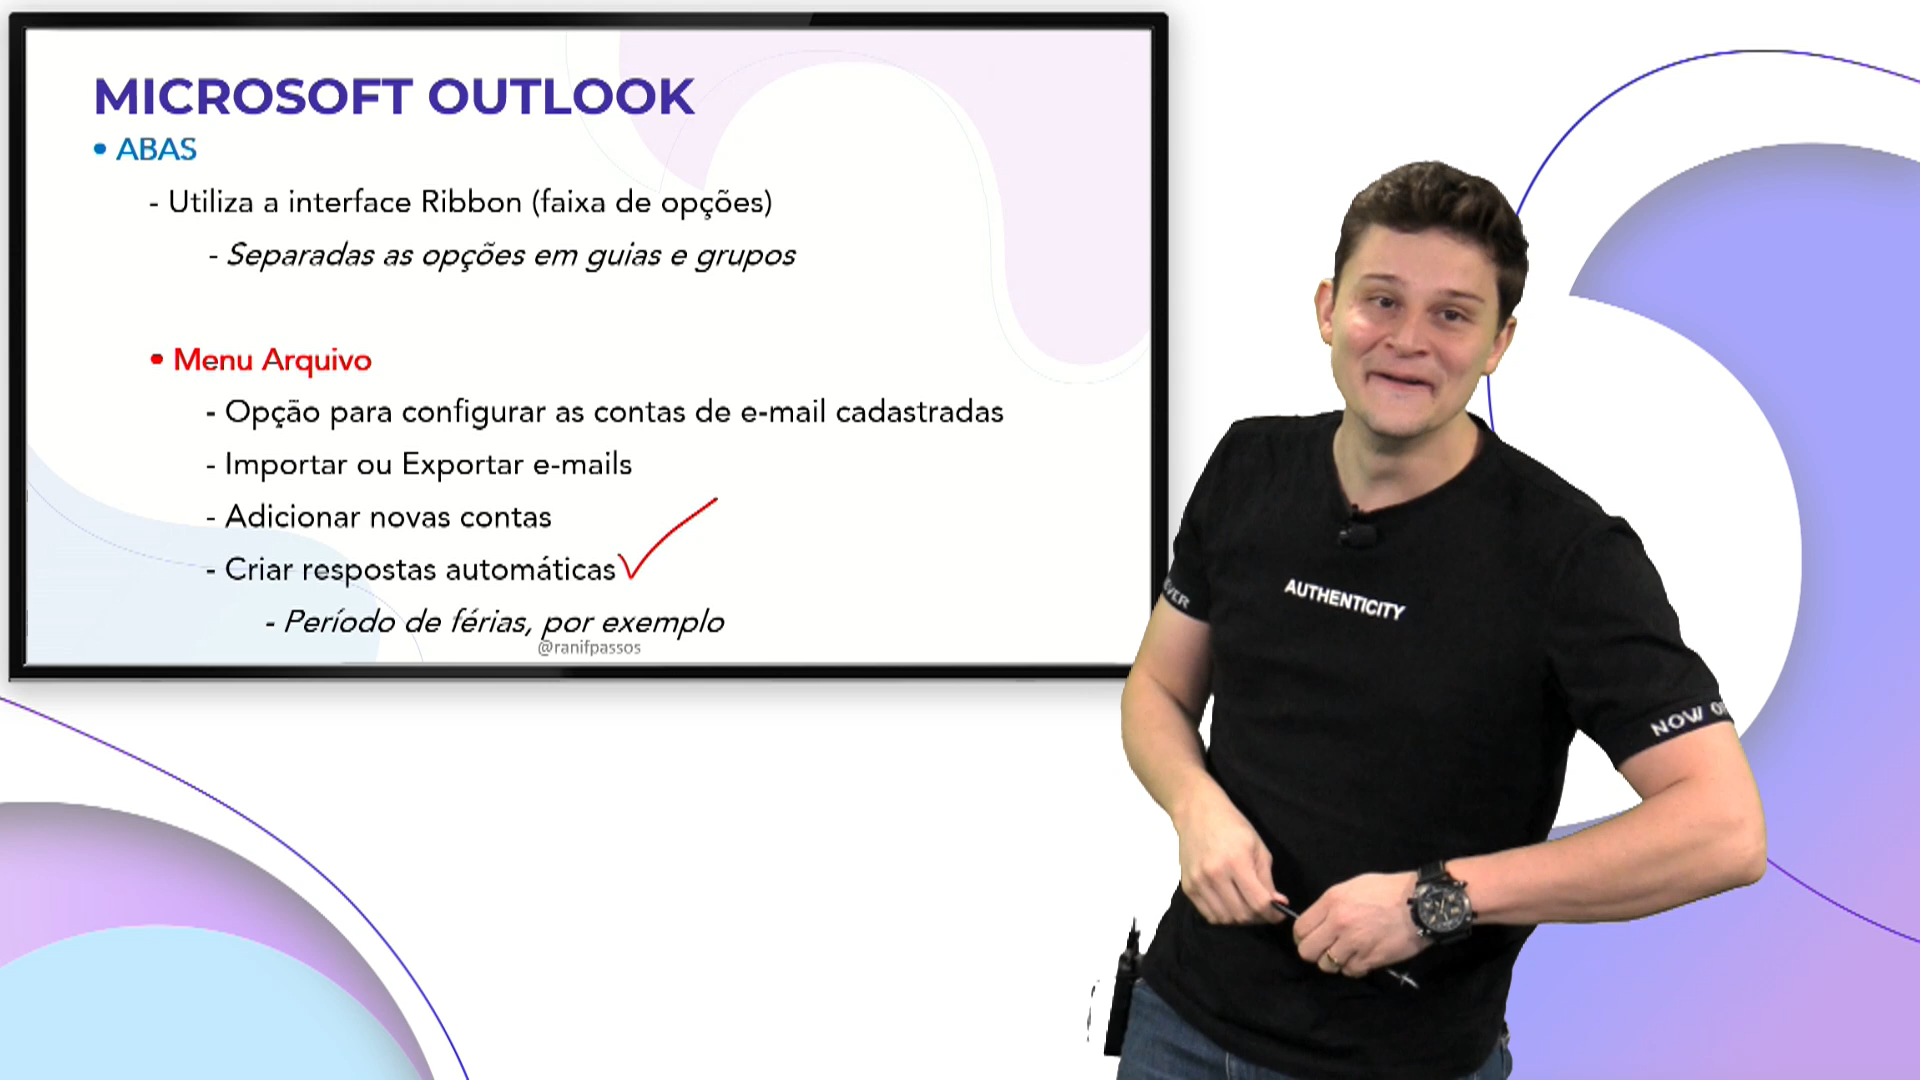 MICROSOFT OUTLOOK
• ABAS
- Utiliza a interface Ribbon (faixa de opções)
- Separadas as opções em guias e grupos
• Menu Arquivo
- Opção para configurar as contas de e-mail cadastradas
- Importar ou Exportar e-mails
- Adicionar novas contas
- Criar respostas automáticas
- Período de férias, por exemplo
@ranifpassos
AUTHENTICITY
NOW